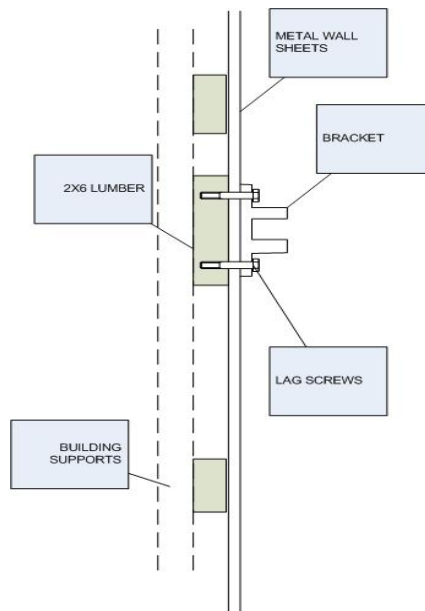 METAL WALL
SHEETS
BRACKET
2X6 LUMBER
LAG SCREWS
BUILDING
SUPPORTS